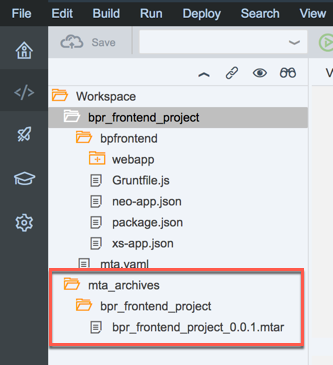 File Edit Build Run Deploy Search View
Save
Workspace
bpr_frontend_project
bpfrontend
webapp
Gruntfile.js
neo-app.json
package.json
xs-app.json
mta.yaml
mta_archives
bpr_frontend_project
bpr_frontend_project_0.0.1.mtar